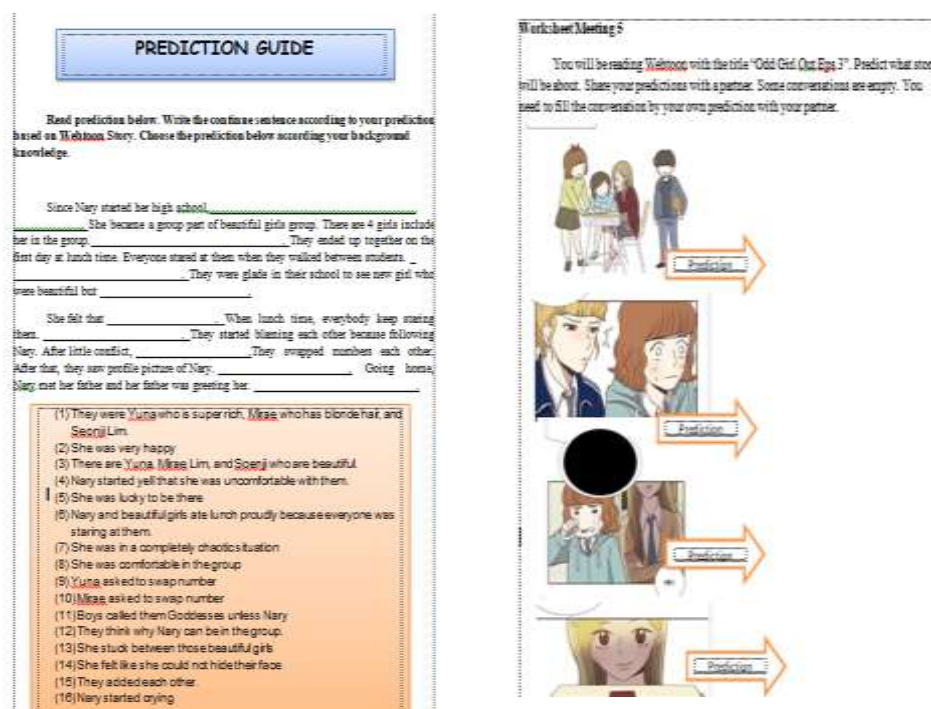 PREDICTION GUIDE
Read prediction below. Write the continue sentence according to your prediction
based on Webtoon Story. Choose the prediction below according your background
knowledge.
Since Nary started her high school
She became a group part of beautiful girls group. There are 4 girls include
her in the group. They ended up together on the
first day at lunch time. Everyone stared at them when they walked between students.
They were glade in their school to see new girl who
were beautiful but
She felt that When lunch time, everybody keep staring
them. They started blaming each other because following
Nary. After little conflict, They swapped numbers each other.
After that, they saw profile picture of Nary. Going home,
Nary met her father and her father was greeting her.
(1) They were Yuna who is super rich, Mirae who has blonde hair, and
Seonji Lim.
(2) She was very happy
(3) There are Yuna, Mirae Lim, and Soenji who are beautiful
(4) Nary started yell that she was uncomfortable with them.
(5) She was lucky to be there
(6) Nary and beautiful girls ate lunch proudly because everyone was
staring at them.
(7) She was in a completely chaotic situation
(8) She was comfortable in the group
(9) Yuna asked to swap number
(10) Mirae asked to swap number
(11) Boys called them Goddesses unless Nary
(12) They think why Nary can be in the group.
(13) She stuck between those beautiful girls
(14) She felt like she could not hide their face
(15) They added each other.
(16) Nary started crying
Worksheet Meeting 5
You will be reading Webtoon with the title "Odd Girl Out Eps 3". Predict what stor
will be about. Share your predictions with a partner. Some conversations are empty. You
need to fill the conversation by your own prediction with your partner.
Prediction
Prediction
Prediction
Prediction